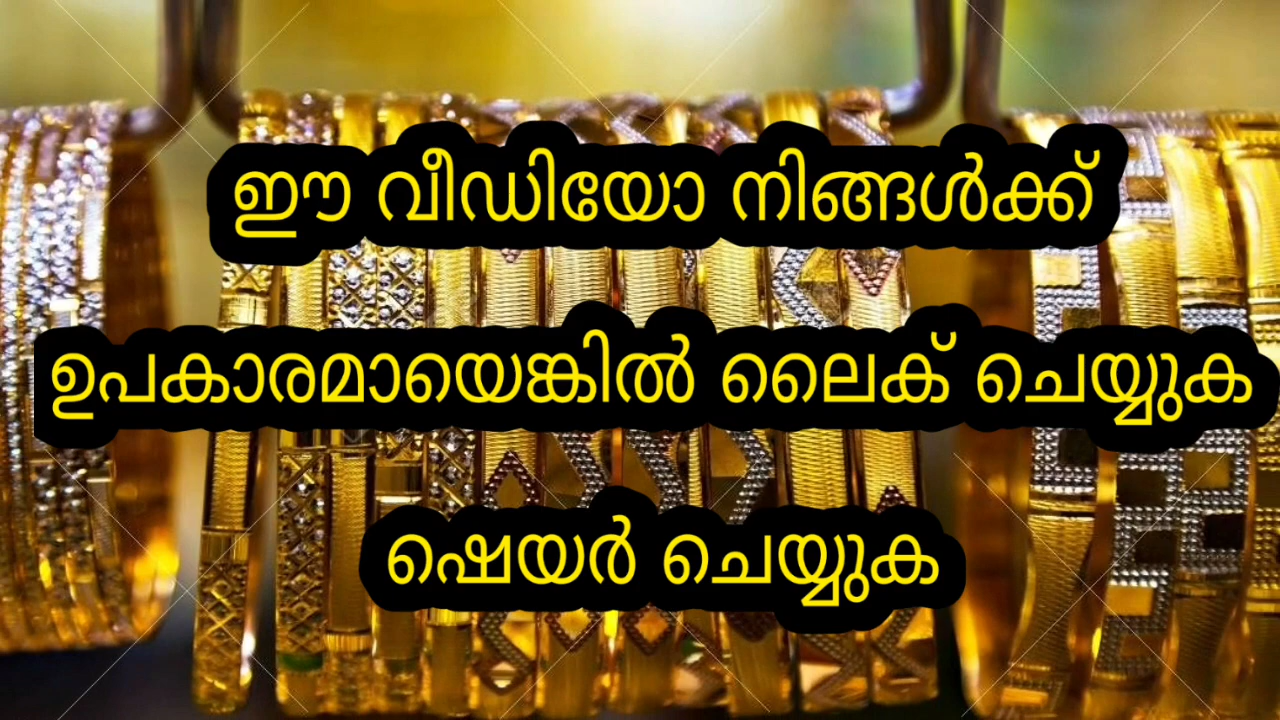 ഈ വീഡിയോ നിങ്ങൾക്ക്
ഉപകാരമായെങ്കിൽ ലൈക് ചെയ്യുക
ഷെയർ ചെയ്യുക